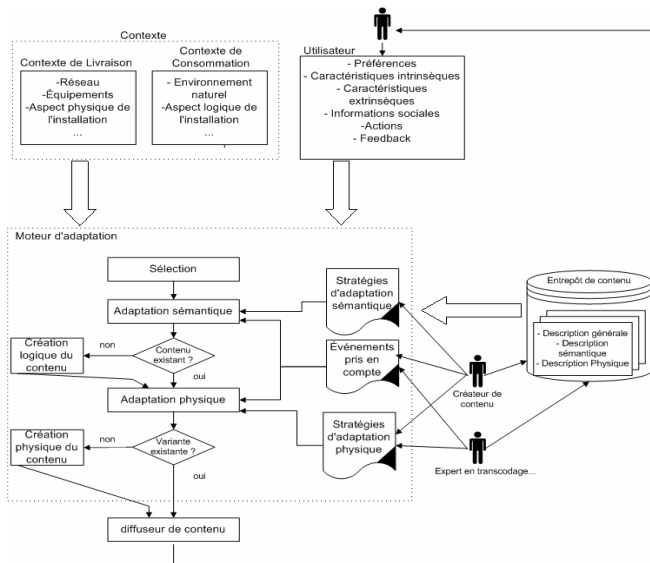 Contexte
Contexte de Livraison
-Réseau
-Équipements
-Aspect physique de
l'installation
...
Contexte de
Consommation
- Environnement
naturel
-Aspect logique de
l'installation
...
Utilisateur
- Préférences
- Caractéristiques intrinsèques
- Caractéristiques
extrinsèques
- Informations sociales
-Actions
- Feedback
Moteur d'adaptation
Sélection
Adaptation sémantique
Contenu
existant ?
non
oui
Création
logique du
contenu
Adaptation physique
Variante
existante ?
non
oui
Création
physique du
contenu
diffuseur de contenu
Stratégies
d'adaptation
sémantique
Événements
pris en
compte
Stratégies
d'adaptation
physique
Créateur de
contenu
Expert en transcodage...
Entrepôt de contenu
- Description générale
- Description
sémantique
- Description Physique